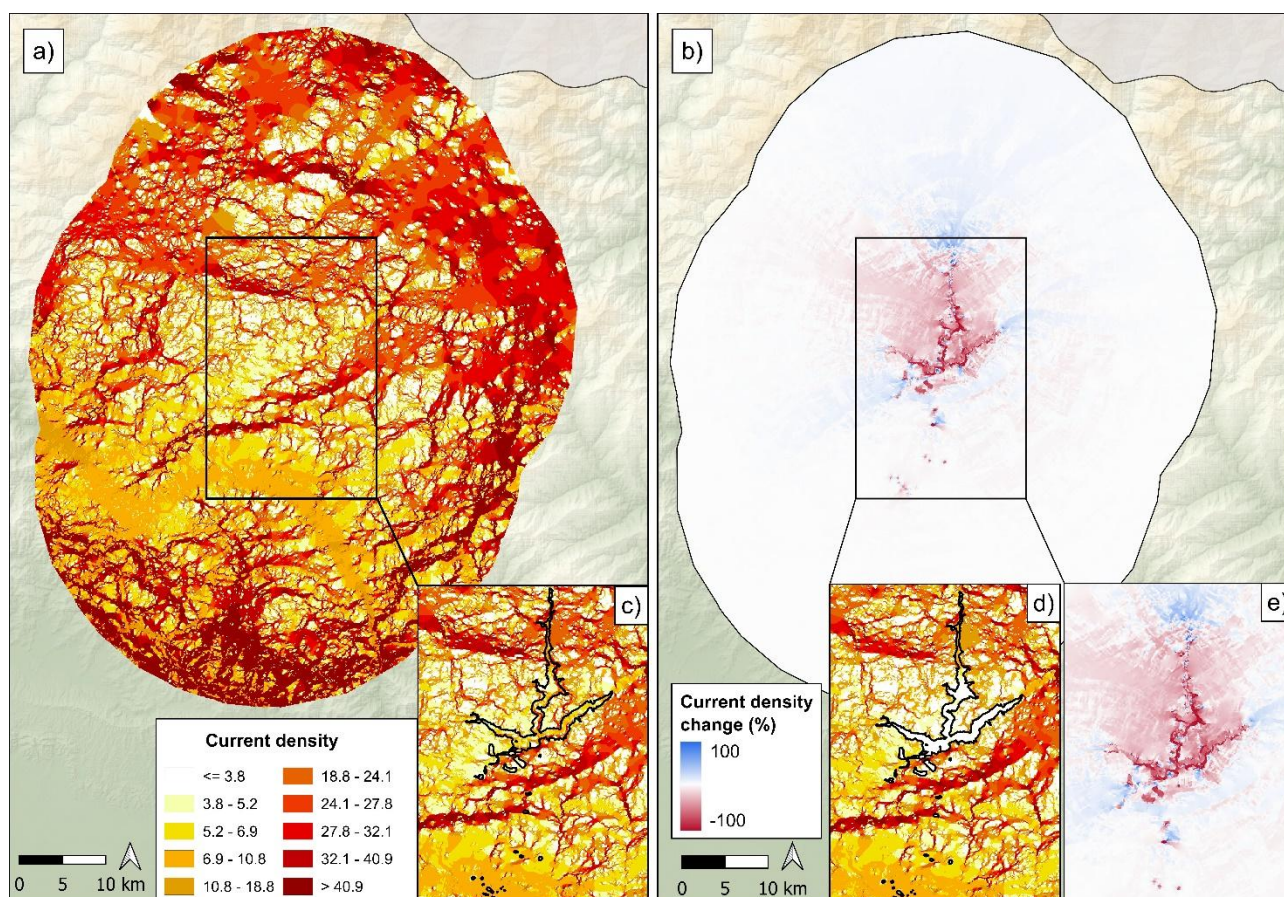 a)
b)
c)
d)
e)
Current density
<= 3.8
3.8 - 5.2
5.2 - 6.9
6.9 - 10.8
10.8 - 18.8
18.8 - 24.1
24.1 - 27.8
27.8 - 32.1
32.1 - 40.9
> 40.9
0 5 10 km
Current density
change (%)
100
-100
0 5 10 km